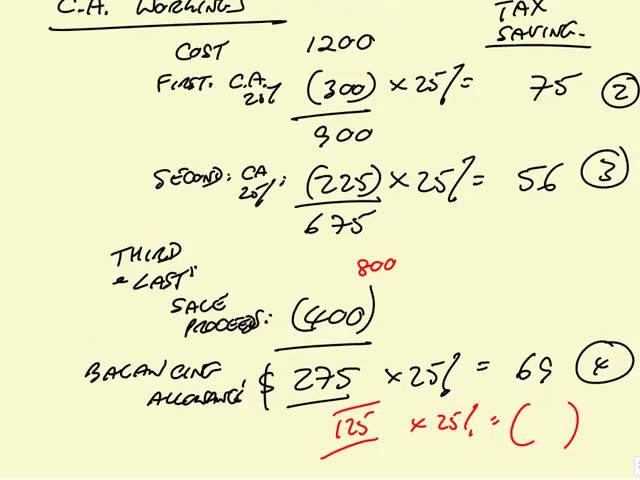 C.A. WORKINGS
TAX
SAVING.
COST 1200
FIRST: C.A. 25% (300) × 25% = 75 2
900
SECOND: CA 25%: (225) × 25% = 56 3
675
THIRD
& LAST:
800
SALE
PROCEEDS: (400)
BALANCING
ALLOWANCE: $ 275 × 25% = 69 4
125 × 25% = ( )